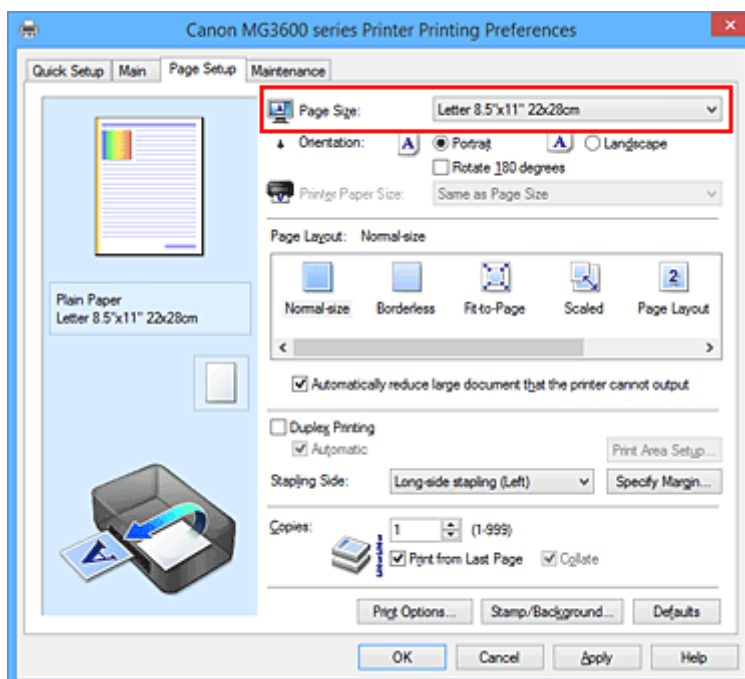 Canon MG3600 series Printer Printing Preferences
Quick Setup Main Page Setup Maintenance
Page Size: Letter 8.5"x11" 22x28cm
Orientation: A Portrait A Landscape
Rotate 180 degrees
Printer Paper Size: Same as Page Size
Page Layout: Normal-size
2
Normal-size Borderless Fit-to-Page Scaled Page Layout
Plain Paper
Letter 8.5"x11" 22x28cm
Automatically reduce large document that the printer cannot output
Duplex Printing
Automatic Print Area Setup...
Stapling Side: Long-side stapling (Left) Specify Margin...
Copies: 1 (1-999)
Print from Last Page Collate
Print Options... Stamp/Background... Defaults
OK Cancel Apply Help